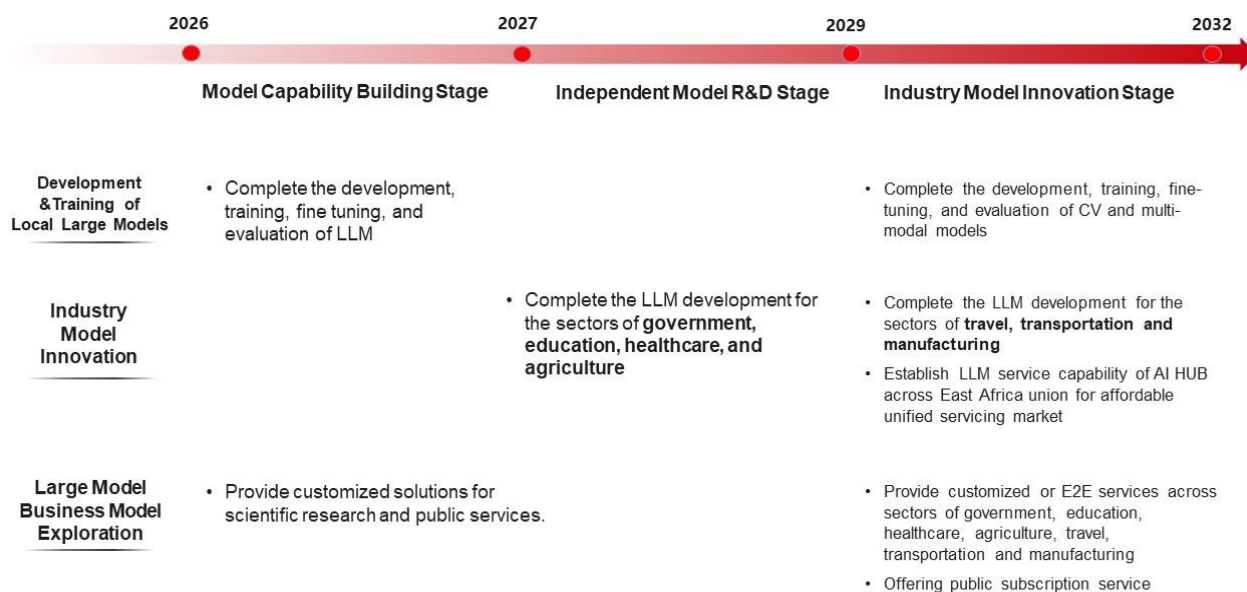 2026
2027
2029
2032
Model Capability Building Stage
Independent Model R&D Stage
Industry Model Innovation Stage
Development
&Training of
Local Large Models
• Complete the development,
training, fine tuning, and
evaluation of LLM
• Complete the development, training, fine-
tuning, and evaluation of CV and multi-
modal models
Industry
Model
Innovation
• Complete the LLM development for
the sectors of government,
education, healthcare, and
agriculture
• Complete the LLM development for the
sectors of travel, transportation and
manufacturing
• Establish LLM service capability of AI HUB
across East Africa union for affordable
unified servicing market
Large Model
Business Model
Exploration
• Provide customized solutions for
scientific research and public services.
• Provide customized or E2E services across
sectors of government, education,
healthcare, agriculture, travel,
transportation and manufacturing
• Offering public subscription service